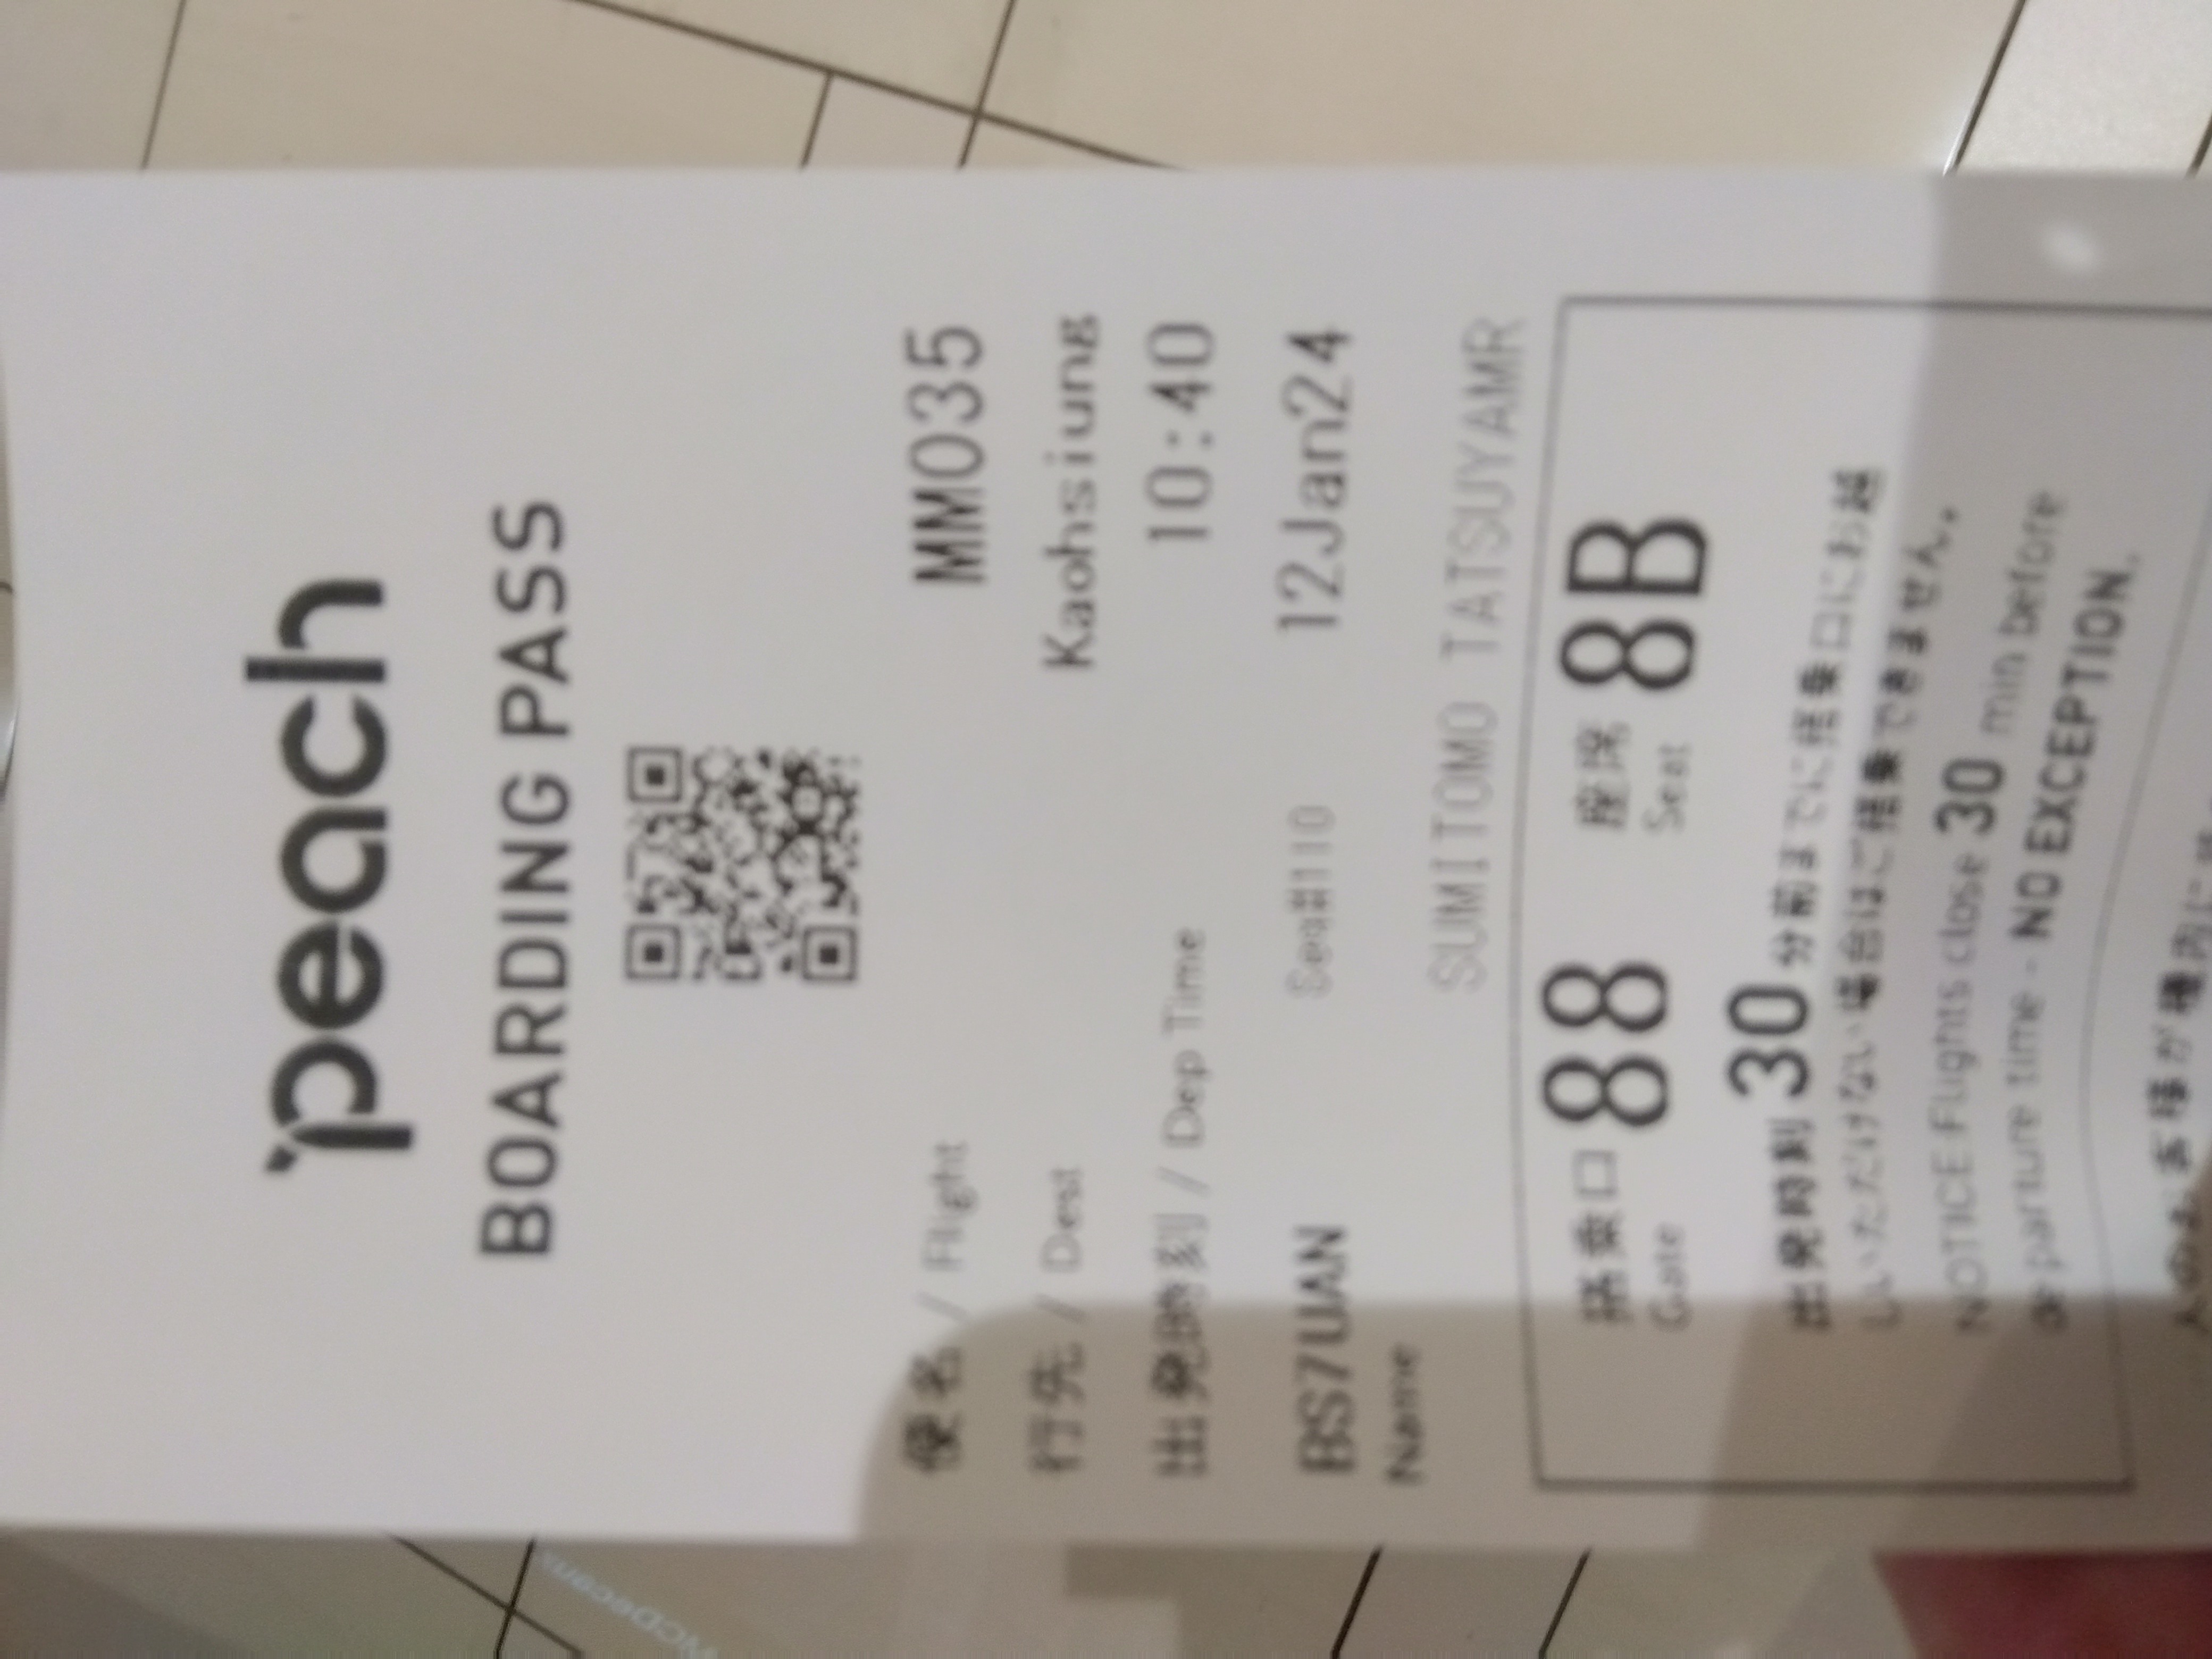 peach
BOARDING PASS
便名 / Flight MM035
行先 / Dest Kaohsiung
出発時刻 / Dep Time 10:40
BS7UAN Seq#110 12Jan24
Name
SUMITOMO TATSUYAMR
搭乗口 88 座席 8B
Gate Seat
出発時刻 30 分前までに搭乗口にお越
しいただけない場合はご搭乗できません。
NOTICE:Flights close 30 min before
departure time - NO EXCEPTION.